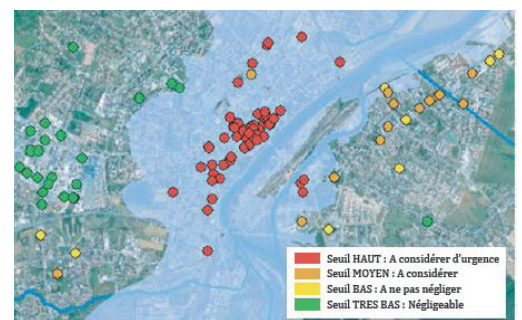 Seuil HAUT : A considérer d'urgence
Seuil MOYEN : A considérer
Seuil BAS : A ne pas négliger
Seuil TRES BAS : Négligeable